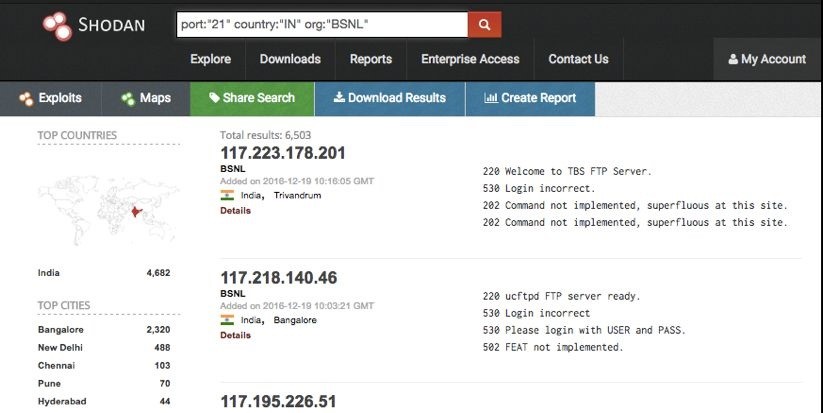 SHODAN
port:"21" country:"IN" org:"BSNL"
Explore Downloads Reports Enterprise Access Contact Us My Account
Exploits Maps Share Search Download Results Create Report
TOP COUNTRIES
India 4,682
TOP CITIES
Bangalore 2,320
New Delhi 488
Chennai 103
Pune 70
Hyderabad 44
Total results: 6,503
117.223.178.201
BSNL
Added on 2016-12-19 10:16:05 GMT
India, Trivandrum
Details
220 Welcome to TBS FTP Server.
530 Login incorrect.
202 Command not implemented, superfluous at this site.
202 Command not implemented, superfluous at this site.
117.218.140.46
BSNL
Added on 2016-12-19 10:03:21 GMT
India, Bangalore
Details
220 ucftpd FTP server ready.
530 Login incorrect
530 Please login with USER and PASS.
502 FEAT not implemented.
117.195.226.51